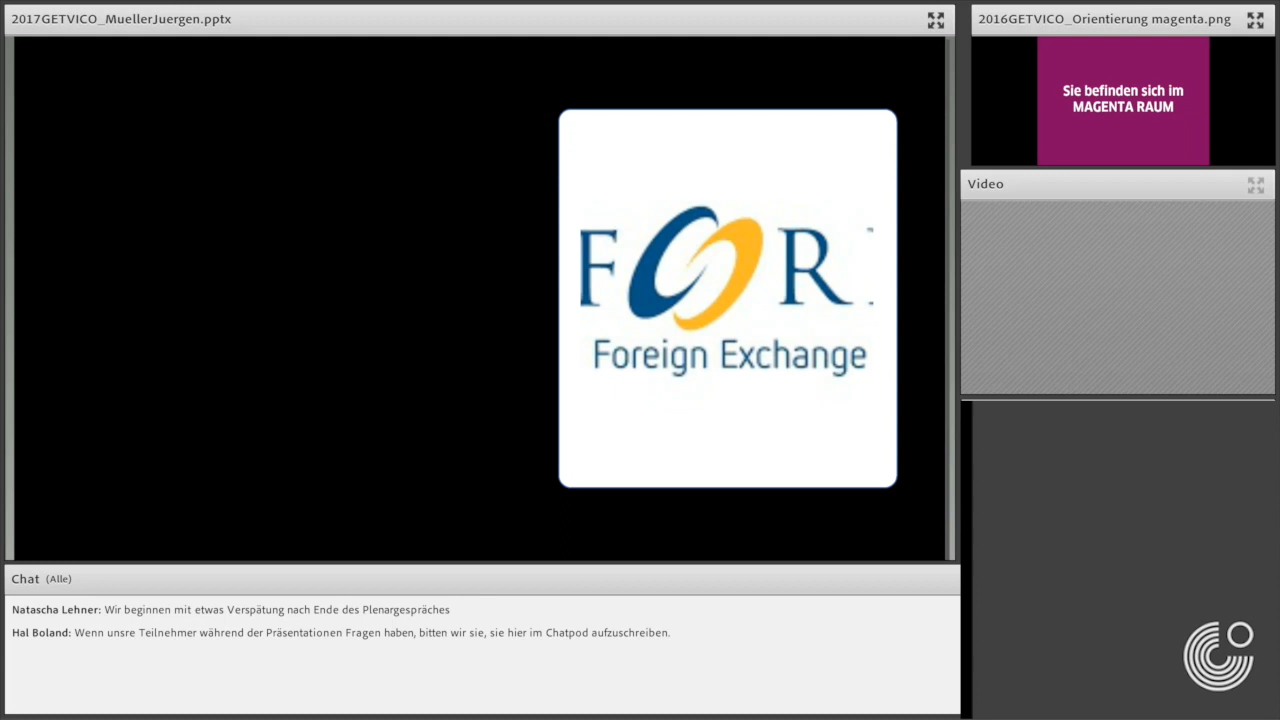 2017GETVICO_MuellerJuergen.pptx
2016GETVICO_Orientierung magenta.png
Sie befinden sich im
MAGENTA RAUM
Video
FOR
Foreign Exchange
Chat (Alle)
Natascha Lehner: Wir beginnen mit etwas Verspätung nach Ende des Plenargespräches
Hal Boland: Wenn unsre Teilnehmer während der Präsentationen Fragen haben, bitten wir sie, sie hier im Chatpod aufzuschreiben.